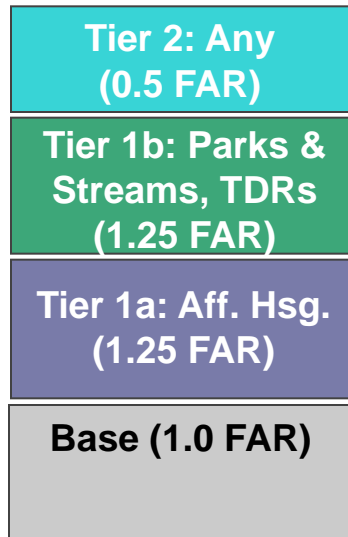 Tier 2: Any
(0.5 FAR)
Tier 1b: Parks &
Streams, TDRs
(1.25 FAR)
Tier 1a: Aff. Hsg.
(1.25 FAR)
Base (1.0 FAR)